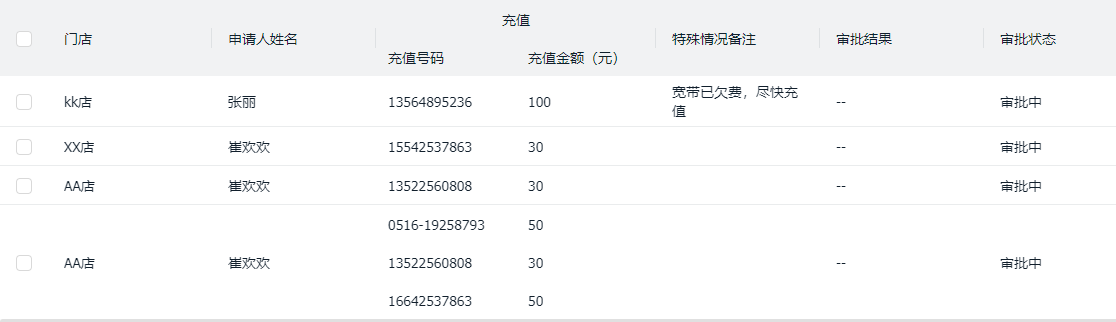 充值
门店 申请人姓名 特殊情况备注 审批结果 审批状态
充值号码 充值金额（元）
kk店 张丽 13564895236 100 宽带已欠费，尽快充
值 -- 审批中
XX店 崔欢欢 15542537863 30 -- 审批中
AA店 崔欢欢 13522560808 30 -- 审批中
0516-19258793 50
AA店 崔欢欢 13522560808 30 -- 审批中
16642537863 50